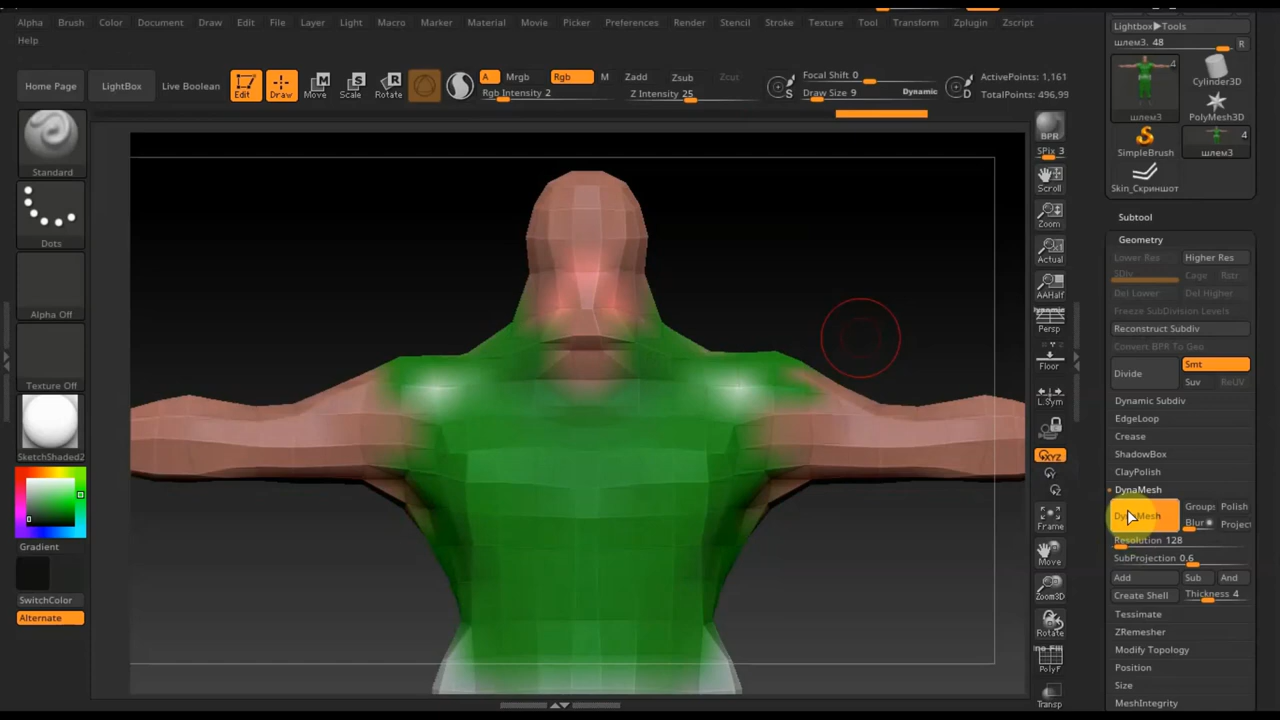 Alpha Brush Color Document Draw Edit File Layer Light Macro Marker Material Movie Picker Preferences Render Stencil Stroke Texture Tool Transform Zplugin Zscript
Help
Home Page
LightBox
Live Boolean
Edit
Draw
Move
Scale
Rotate
A Mrgb
Rgb M
Rgb Intensity 2
Zadd Zsub Zcut
Z Intensity 25
S
Focal Shift 0
Draw Size 9 Dynamic
D
ActivePoints: 1,161
TotalPoints: 496,99
Standard
Dots
Alpha Off
Texture Off
SketchShaded2
Gradient
SwitchColor
Alternate
BPR
SPix 3
Scroll
Zoom
Actual
AAHalf
Dynamic
Persp
Floor
L.Sym
XYZ
Y
Z
Frame
Move
Zoom3D
Rotate
PolyF
Transp
Lightbox▶Tools
шлем3. 48 R
4
шлем3
Cylinder3D
PolyMesh3D
SimpleBrush
4
шлем3
Skin_Скриншот
Subtool
Geometry
Lower Res Higher Res
SDiv Cage Rstr
Del Lower Del Higher
Freeze SubDivision Levels
Reconstruct Subdiv
Convert BPR To Geo
Divide
Smt
Suv ReUV
Dynamic Subdiv
EdgeLoop
Crease
ShadowBox
ClayPolish
DynaMesh
DynaMesh
Groups Polish
Blur Project
Resolution 128
SubProjection 0.6
Add Sub And
Create Shell Thickness 4
Tessimate
ZRemesher
Modify Topology
Position
Size
MeshIntegrity